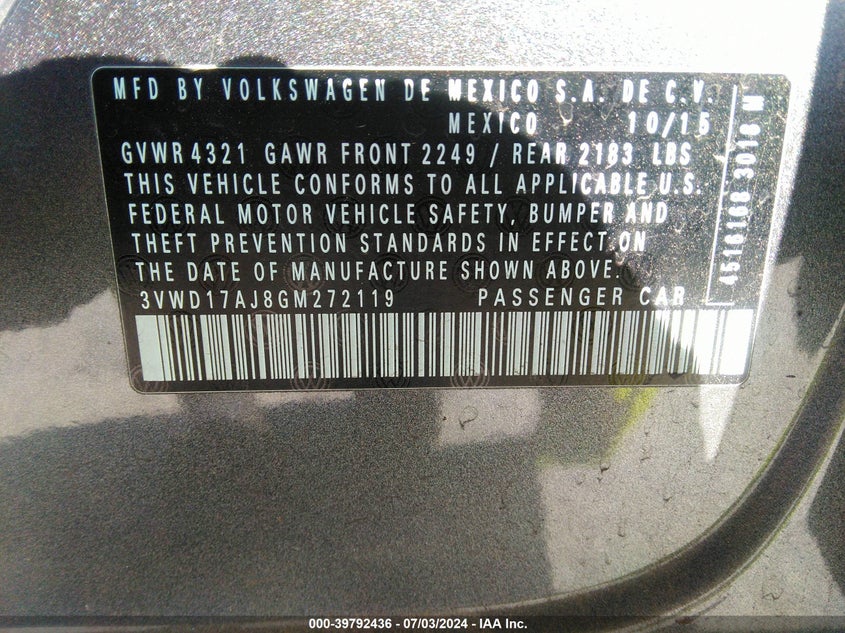 MFD BY VOLKSWAGEN DE MEXICO S.A. DE C.V.
MEXICO 10/15
GVWR 4321 GAWR FRONT 2249 / REAR 2183 LBS
THIS VEHICLE CONFORMS TO ALL APPLICABLE U.S.
FEDERAL MOTOR VEHICLE SAFETY, BUMPER AND
THEFT PREVENTION STANDARDS IN EFFECT ON
THE DATE OF MANUFACTURE SHOWN ABOVE.
3VWD17AJ8GM272119 PASSENGER CAR
3018 M
000-39792436 - 07/03/2024 - IAA Inc.